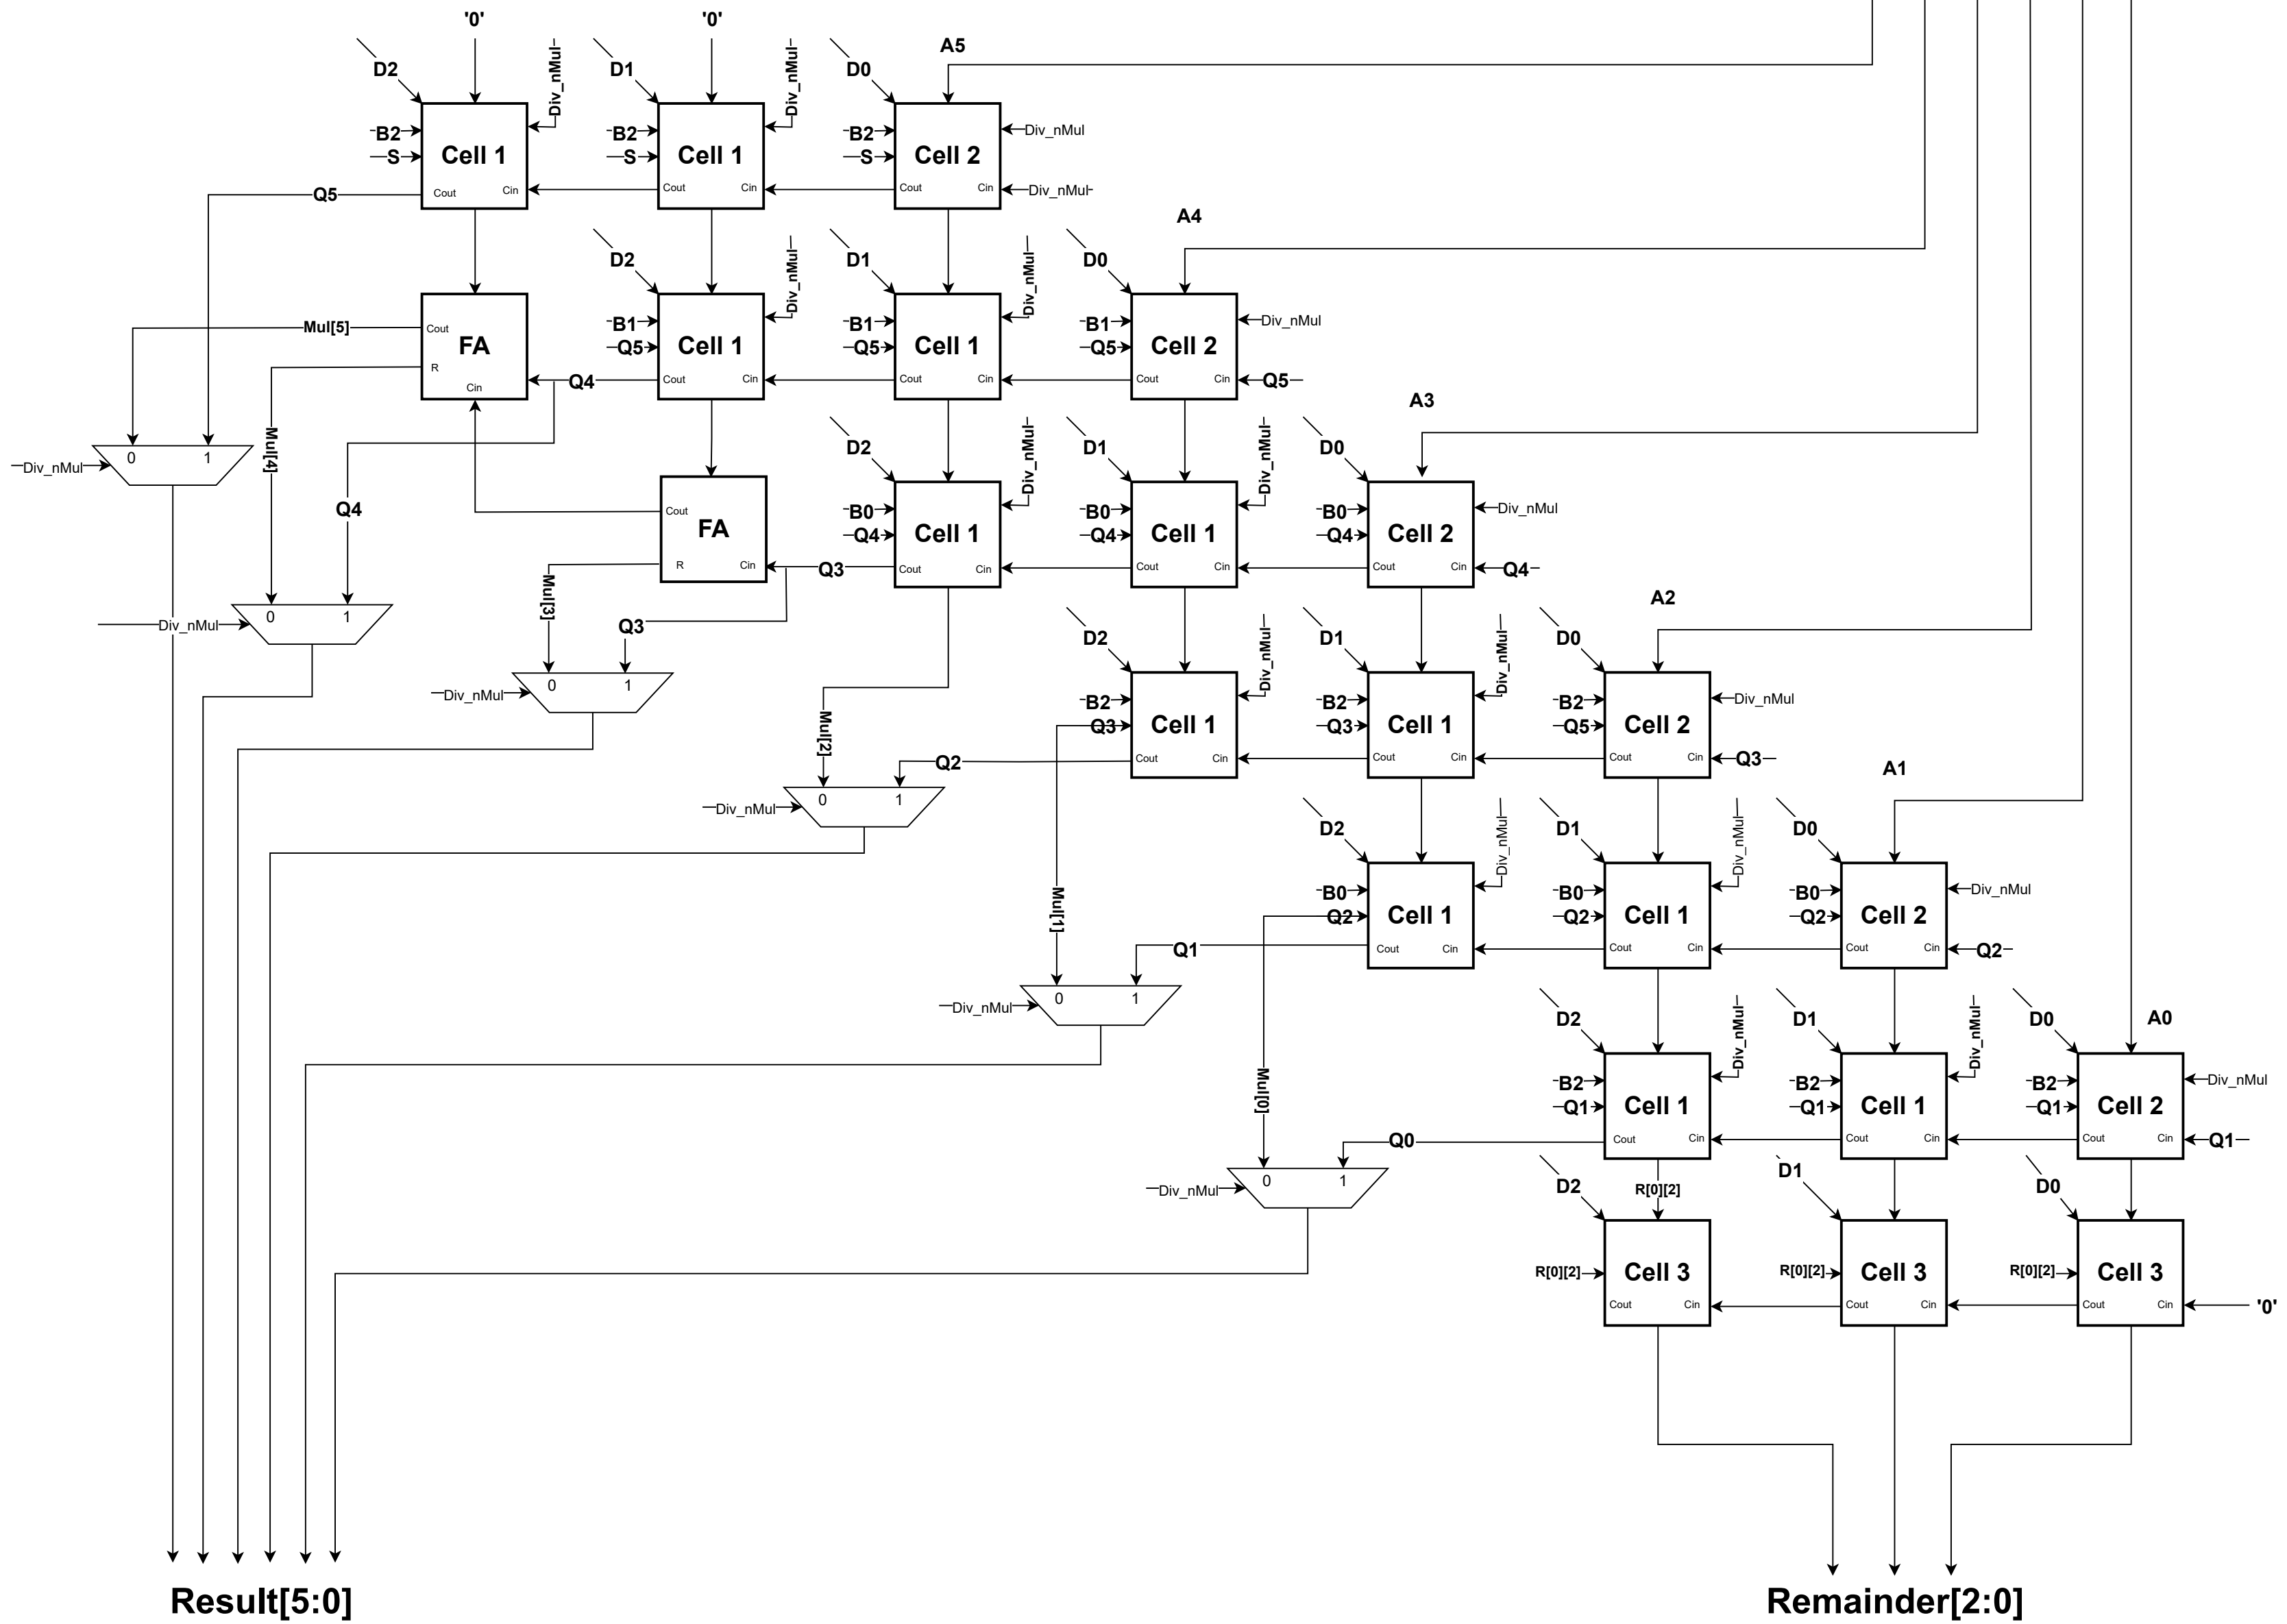 '0' '0'
A5
D2 Div_nMul D1 Div_nMul D0
B2 B2 B2 Div_nMul
Cell 1 Cell 1 Cell 2
S S S
Q5 Cout Cin Cout Cin Cout Cin Div_nMul
A4
D2 Div_nMul D1 Div_nMul D0
Mul[5] Cout B1 B1 B1 Div_nMul
FA Q5 Cell 1 Q5 Cell 1 Q5 Cell 2
R
Cin Q4 Cout Cin Cout Cin Cout Cin Q5
A3
Mul[4] D2 Div_nMul D1 Div_nMul D0
0 1
Div_nMul
Q4 Cout B0 B0 B0 Div_nMul
FA Q4 Cell 1 Q4 Cell 1 Q4 Cell 2
R Cin Q3 Cout Cin Cout Cin Cout Cin Q4
Mul[3] A2
0 1
Div_nMul Q3 D2 Div_nMul D1 Div_nMul D0
0 1
Div_nMul
Mul[2] B2 B2 B2 Div_nMul
Q3 Cell 1 Q3 Cell 1 Q5 Cell 2
Q2 Cout Cin Cout Cin Cout Cin Q3
A1
0 1
Div_nMul D2 Div_nMul D1 Div_nMul D0
Mul[1] B0 B0 B0 Div_nMul
Q2 Cell 1 Q2 Cell 1 Q2 Cell 2
Q1 Cout Cin Cout Cin Cout Cin Q2
0 1
Div_nMul
D2 Div_nMul D1 Div_nMul D0 A0
Mul[0] B2 B2 B2 Div_nMul
Q1 Cell 1 Q1 Cell 1 Q1 Cell 2
Q0 Cout Cin Cout Cin Cout Cin Q1
0 1
Div_nMul
D2 R[0][2] D1 D0
R[0][2] Cell 3 R[0][2] Cell 3 R[0][2] Cell 3
Cout Cin Cout Cin Cout Cin '0'
Result[5:0] Remainder[2:0]